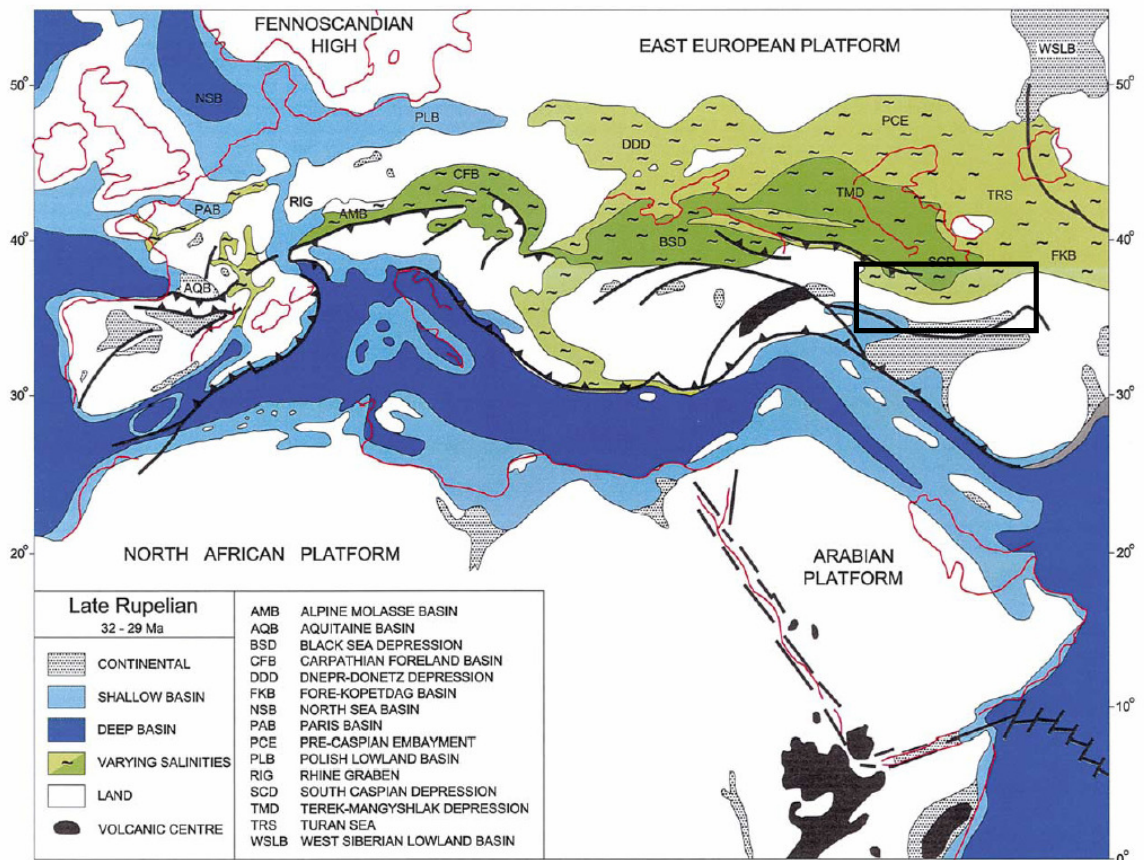 FENNOSCANDIAN
HIGH
EAST EUROPEAN PLATFORM
WSLB
50°
50°
NSB
PLB
PCE
DDD
CFB
TMD
RIG
TRS
PAB
AMB
40°
BSD
40°
SCD
FKB
AQB
30°
30°
20°
NORTH AFRICAN PLATFORM
ARABIAN
PLATFORM
20°
10°
0°
Late Rupelian
32 - 29 Ma
CONTINENTAL
SHALLOW BASIN
DEEP BASIN
VARYING SALINITIES
LAND
VOLCANIC CENTRE
AMB ALPINE MOLASSE BASIN
AQB AQUITAINE BASIN
BSD BLACK SEA DEPRESSION
CFB CARPATHIAN FORELAND BASIN
DDD DNEPR-DONETZ DEPRESSION
FKB FORE-KOPETDAG BASIN
NSB NORTH SEA BASIN
PAB PARIS BASIN
PCE PRE-CASPIAN EMBAYMENT
PLB POLISH LOWLAND BASIN
RIG RHINE GRABEN
SCD SOUTH CASPIAN DEPRESSION
TMD TEREK-MANGYSHLAK DEPRESSION
TRS TURAN SEA
WSLB WEST SIBERIAN LOWLAND BASIN